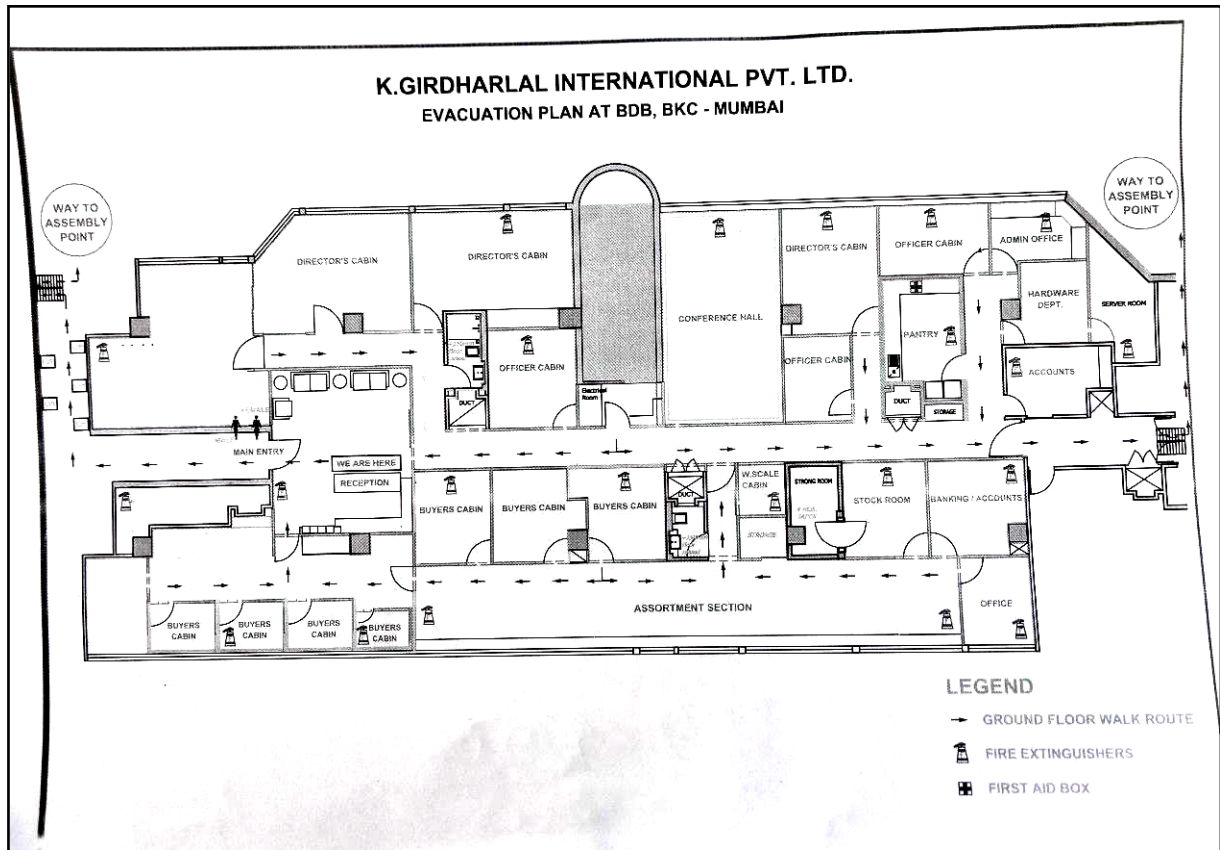 K.GIRDHARLAL INTERNATIONAL PVT. LTD.
EVACUATION PLAN AT BDB, BKC - MUMBAI
WAY TO
ASSEMBLY
POINT
WAY TO
ASSEMBLY
POINT
DIRECTOR'S CABIN
DIRECTOR'S CABIN
CONFERENCE HALL
DIRECTOR'S CABIN
OFFICER CABIN
ADMIN OFFICE
HARDWARE
DEPT.
SERVER ROOM
PANTRY
OFFICER CABIN
OFFICER CABIN
ACCOUNTS
DUCT
Electrical
Room
DUCT
STORAGE
FEMALE
MAIN ENTRY
WE ARE HERE
RECEPTION
BUYERS CABIN
BUYERS CABIN
BUYERS CABIN
DUCT
W.SCALE
CABIN
STRONG ROOM
STOCK ROOM
BANKING / ACCOUNTS
ASSORTMENT SECTION
OFFICE
BUYERS
CABIN
BUYERS
CABIN
BUYERS
CABIN
BUYERS
CABIN
LEGEND
GROUND FLOOR WALK ROUTE
FIRE EXTINGUISHERS
FIRST AID BOX